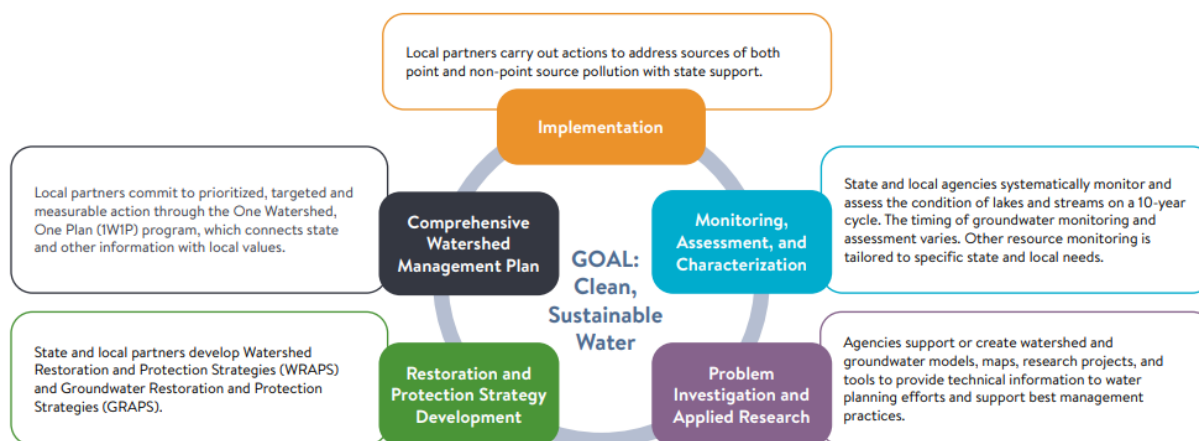 Local partners carry out actions to address sources of both
point and non-point source pollution with state support.
Implementation
Local partners commit to prioritized, targeted and
measurable action through the One Watershed,
One Plan (1W1P) program, which connects state
and other information with local values.
Comprehensive
Watershed
Management Plan
GOAL:
Clean,
Sustainable
Water
Monitoring,
Assessment, and
Characterization
State and local agencies systematically monitor and
assess the condition of lakes and streams on a 10-year
cycle. The timing of groundwater monitoring and
assessment varies. Other resource monitoring is
tailored to specific state and local needs.
State and local partners develop Watershed
Restoration and Protection Strategies (WRAPS)
and Groundwater Restoration and Protection
Strategies (GRAPS).
Restoration and
Protection Strategy
Development
Problem
Investigation and
Applied Research
Agencies support or create watershed and
groundwater models, maps, research projects, and
tools to provide technical information to water
planning efforts and support best management
practices.